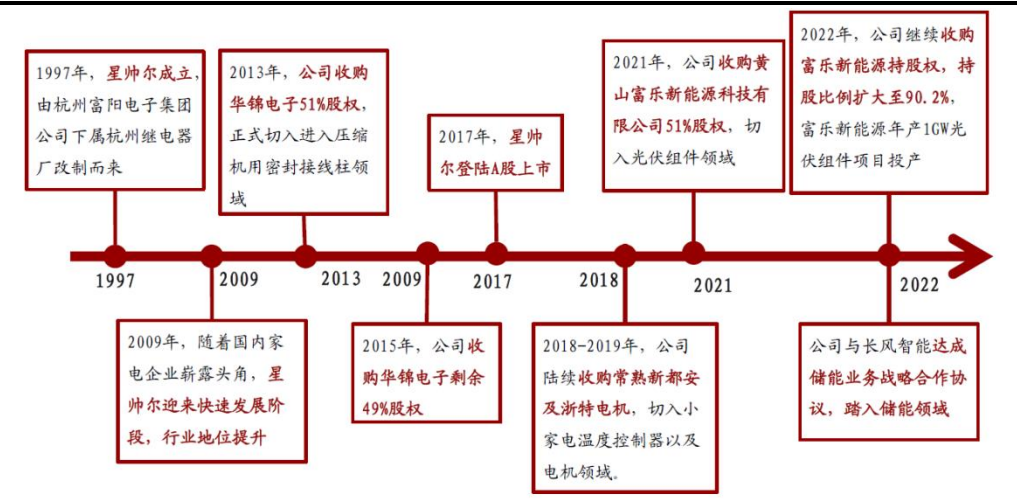 1997年，星帅尔成立，
由杭州富阳电子集团
公司下属杭州继电器
厂改制而来
2013年，公司收购
华锦电子51%股权，
正式切入进入压缩
机用密封接线柱领
域
2017年，星帅
尔登陆A股上市
2021年，公司收购黄
山富乐新能源科技有
限公司51%股权，切
入光伏组件领域
2022年，公司继续收购
富乐新能源持股权，持
股比例扩大至90.2%，
富乐新能源年产1GW光
伏组件项目投产
1997
2009
2013
2009
2017
2018
2021
2022
2009年，随着国内家
电企业崭露头角，星
帅尔迎来快速发展阶
段，行业地位提升
2015年，公司收
购华锦电子剩余
49%股权
2018-2019年，公司
陆续收购常熟新都安
及浙特电机，切入小
家电温度控制器以及
电机领域。
公司与长风智能达成
储能业务战略合作协
议，踏入储能领域